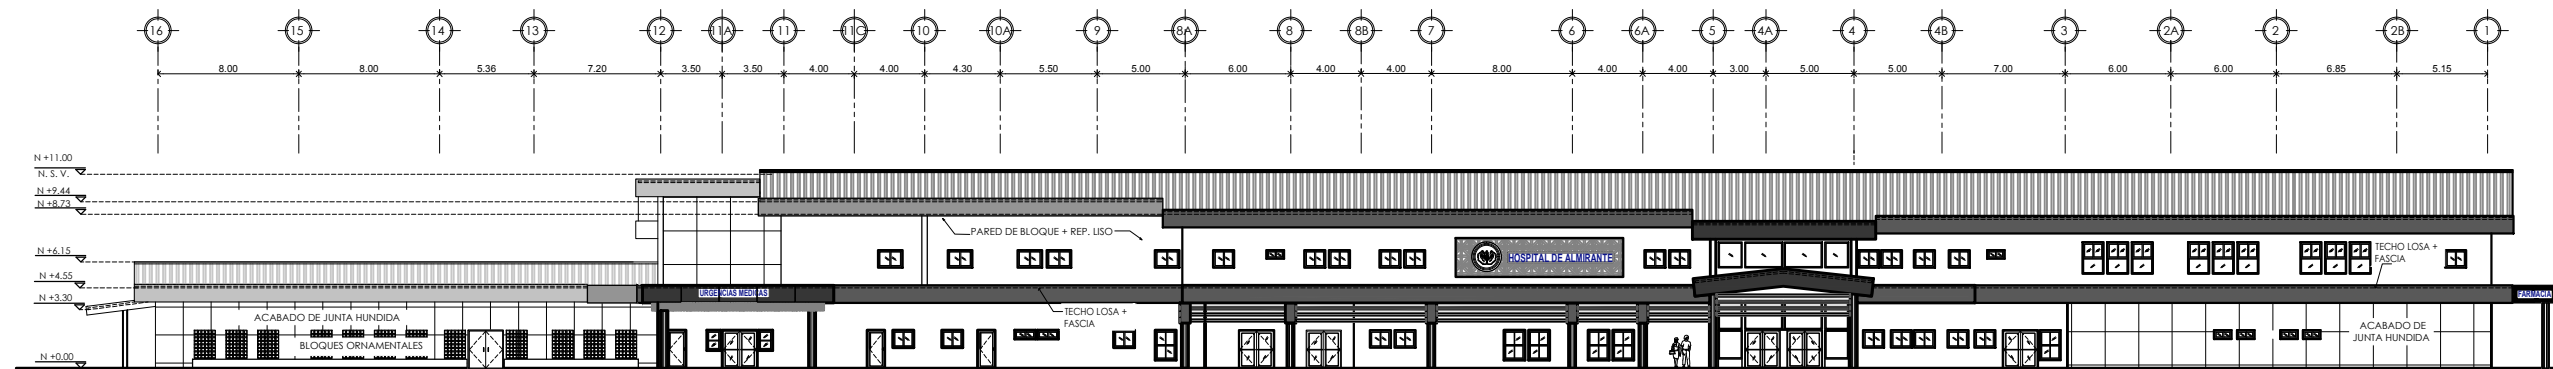 16 15 14 13 12 11A 11 11C 10 10A 9 8A 8 8B 7 6 6A 5 4A 4 4B 3 2A 2 2B 1
8.00 8.00 5.36 7.20 3.50 3.50 4.00 4.00 4.30 5.50 5.00 6.00 4.00 4.00 8.00 4.00 4.00 3.00 5.00 5.00 7.00 6.00 6.00 6.85 5.15
N +11.00
N. S. V.
N +9.44
N +8.73
PARED DE BLOQUE + REP. LISO
N +6.15
HOSPITAL DE ALMIRANTE
TECHO LOSA +
FASCIA
N +4.55
URGENCIAS MEDICAS
FARMACIA
N +3.30
ACABADO DE JUNTA HUNDIDA
BLOQUES ORNAMENTALES
TECHO LOSA +
FASCIA
ACABADO DE
JUNTA HUNDIDA
N +0.00